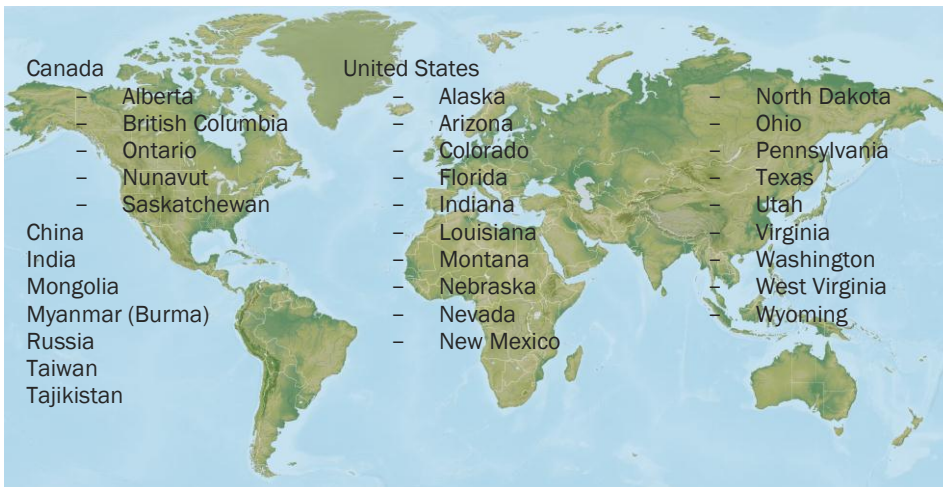 Canada
– Alberta
– British Columbia
– Ontario
– Nunavut
– Saskatchewan
China
India
Mongolia
Myanmar (Burma)
Russia
Taiwan
Tajikistan
United States
– Alaska
– Arizona
– Colorado
– Florida
– Indiana
– Louisiana
– Montana
– Nebraska
– Nevada
– New Mexico
– North Dakota
– Ohio
– Pennsylvania
– Texas
– Utah
– Virginia
– Washington
– West Virginia
– Wyoming